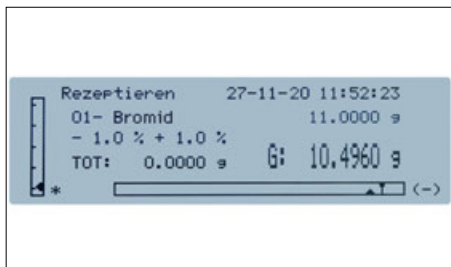 Rezeptieren 27-11-20 11:52:23
01- Bromid 11.0000 g
- 1.0 % + 1.0 %
TOT: 0.0000 g G: 10.4960 g
* (-)